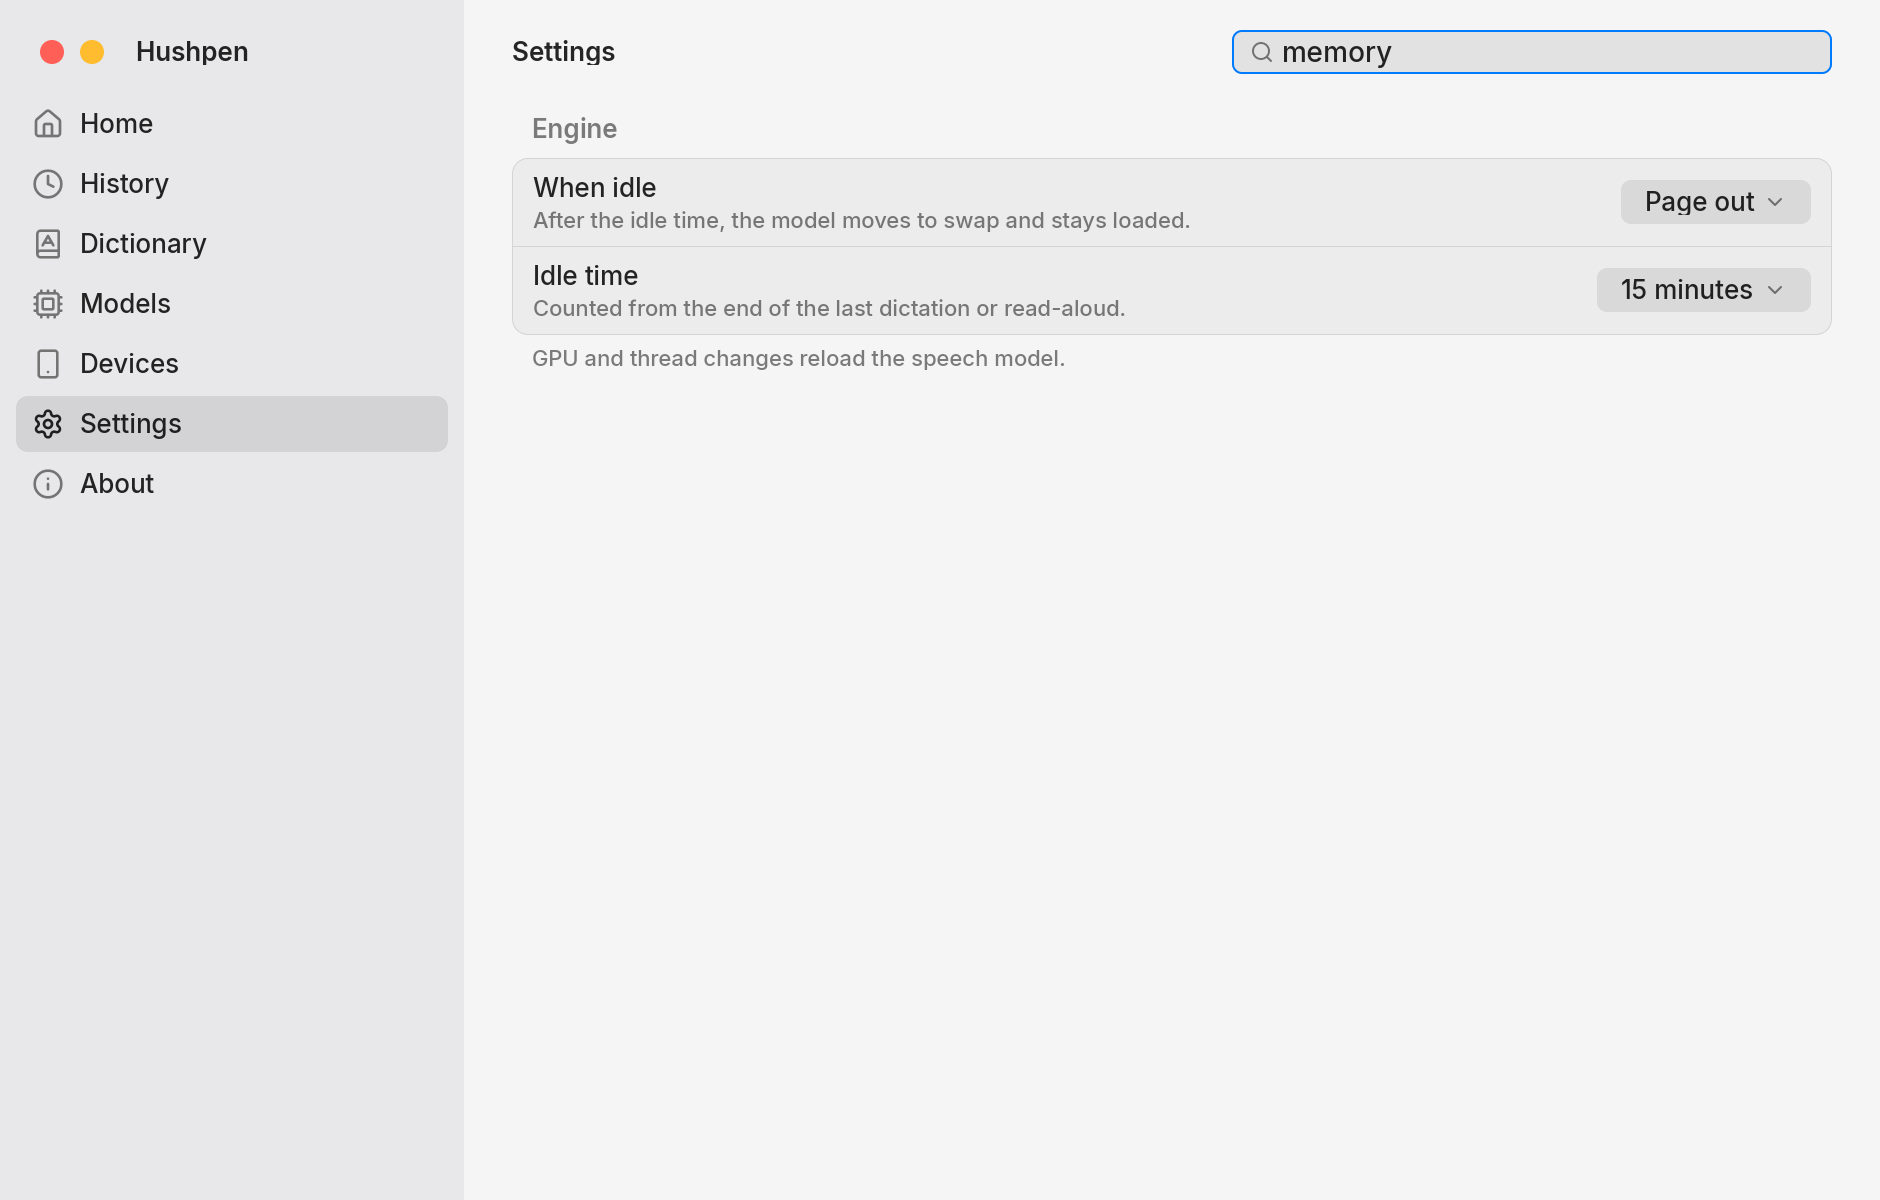 Hushpen
Home
History
Dictionary
Models
Devices
Settings
About
Settings
memory
Engine
When idle
After the idle time, the model moves to swap and stays loaded.
Page out
Idle time
Counted from the end of the last dictation or read-aloud.
15 minutes
GPU and thread changes reload the speech model.